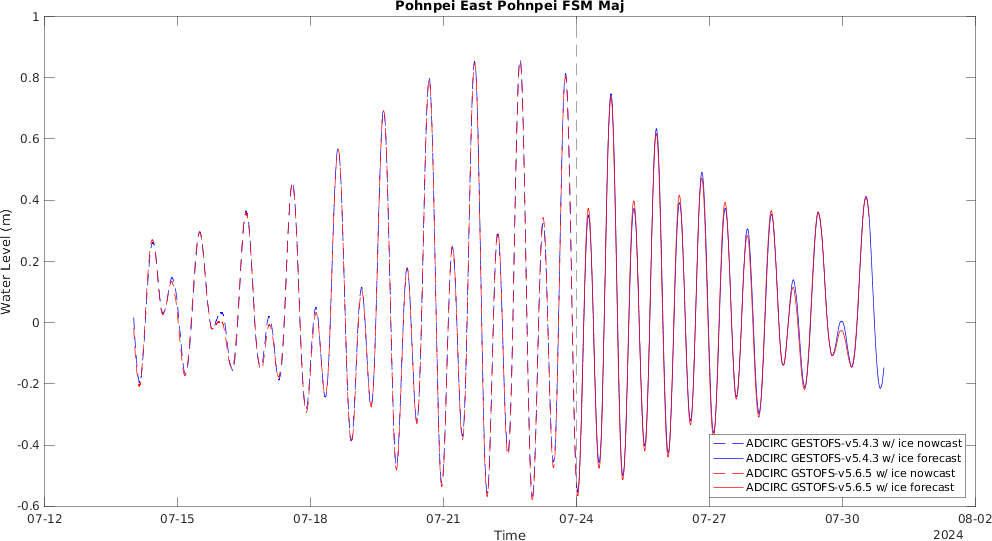 Pohnpei East Pohnpei FSM Maj
Water Level (m)
1
0.8
0.6
0.4
0.2
0
-0.2
-0.4
-0.6
07-12
07-15
07-18
07-21
07-24
07-27
07-30
08-02
Time
2024
ADCIRC GESTOFS-v5.4.3 w/ ice nowcast
ADCIRC GESTOFS-v5.4.3 w/ ice forecast
ADCIRC GSTOFS-v5.6.5 w/ ice nowcast
ADCIRC GSTOFS-v5.6.5 w/ ice forecast